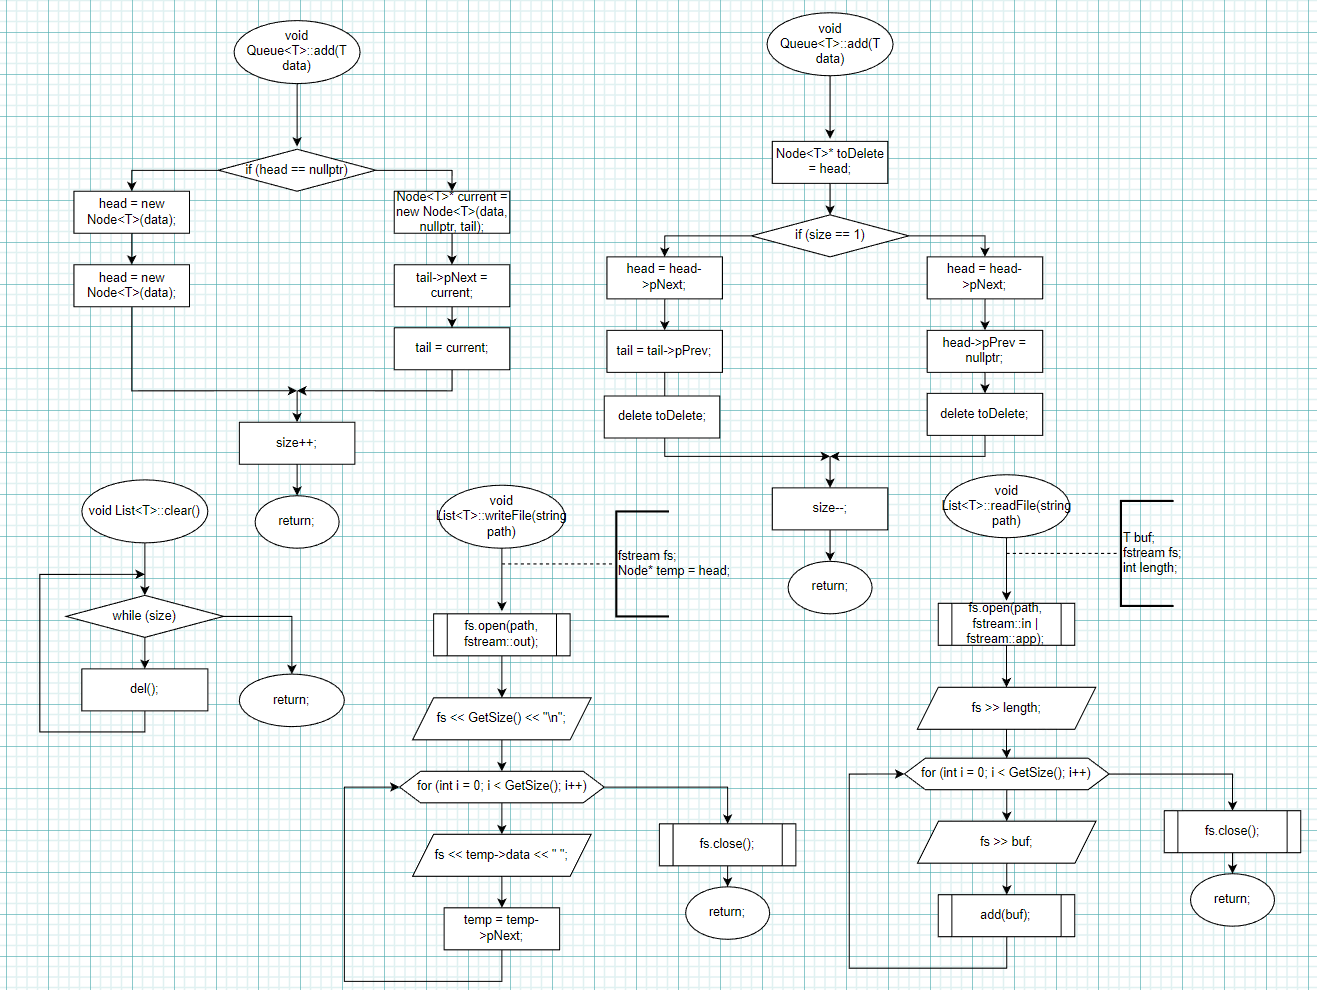 void
Queue<T>::add(T
data)
if (head == nullptr)
head = new
Node<T>(data);
head = new
Node<T>(data);
Node<T>* current =
new Node<T>(data,
nullptr, tail);
tail->pNext =
current;
tail = current;
size++;
return;
void
Queue<T>::add(T
data)
Node<T>* toDelete
= head;
if (size == 1)
head = head-
>pNext;
tail = tail->pPrev;
delete toDelete;
head = head-
>pNext;
head->pPrev =
nullptr;
delete toDelete;
size--;
return;
void List<T>::clear()
while (size)
del();
return;
void
List<T>::writeFile(string
path)
fstream fs;
Node* temp = head;
fs.open(path,
fstream::out);
fs << GetSize() << "\n";
for (int i = 0; i < GetSize(); i++)
fs << temp->data << " ";
temp = temp-
>pNext;
fs.close();
return;
void
List<T>::readFile(string
path)
T buf;
fstream fs;
int length;
fs.open(path,
fstream::in |
fstream::app);
fs >> length;
for (int i = 0; i < GetSize(); i++)
fs >> buf;
add(buf);
fs.close();
return;